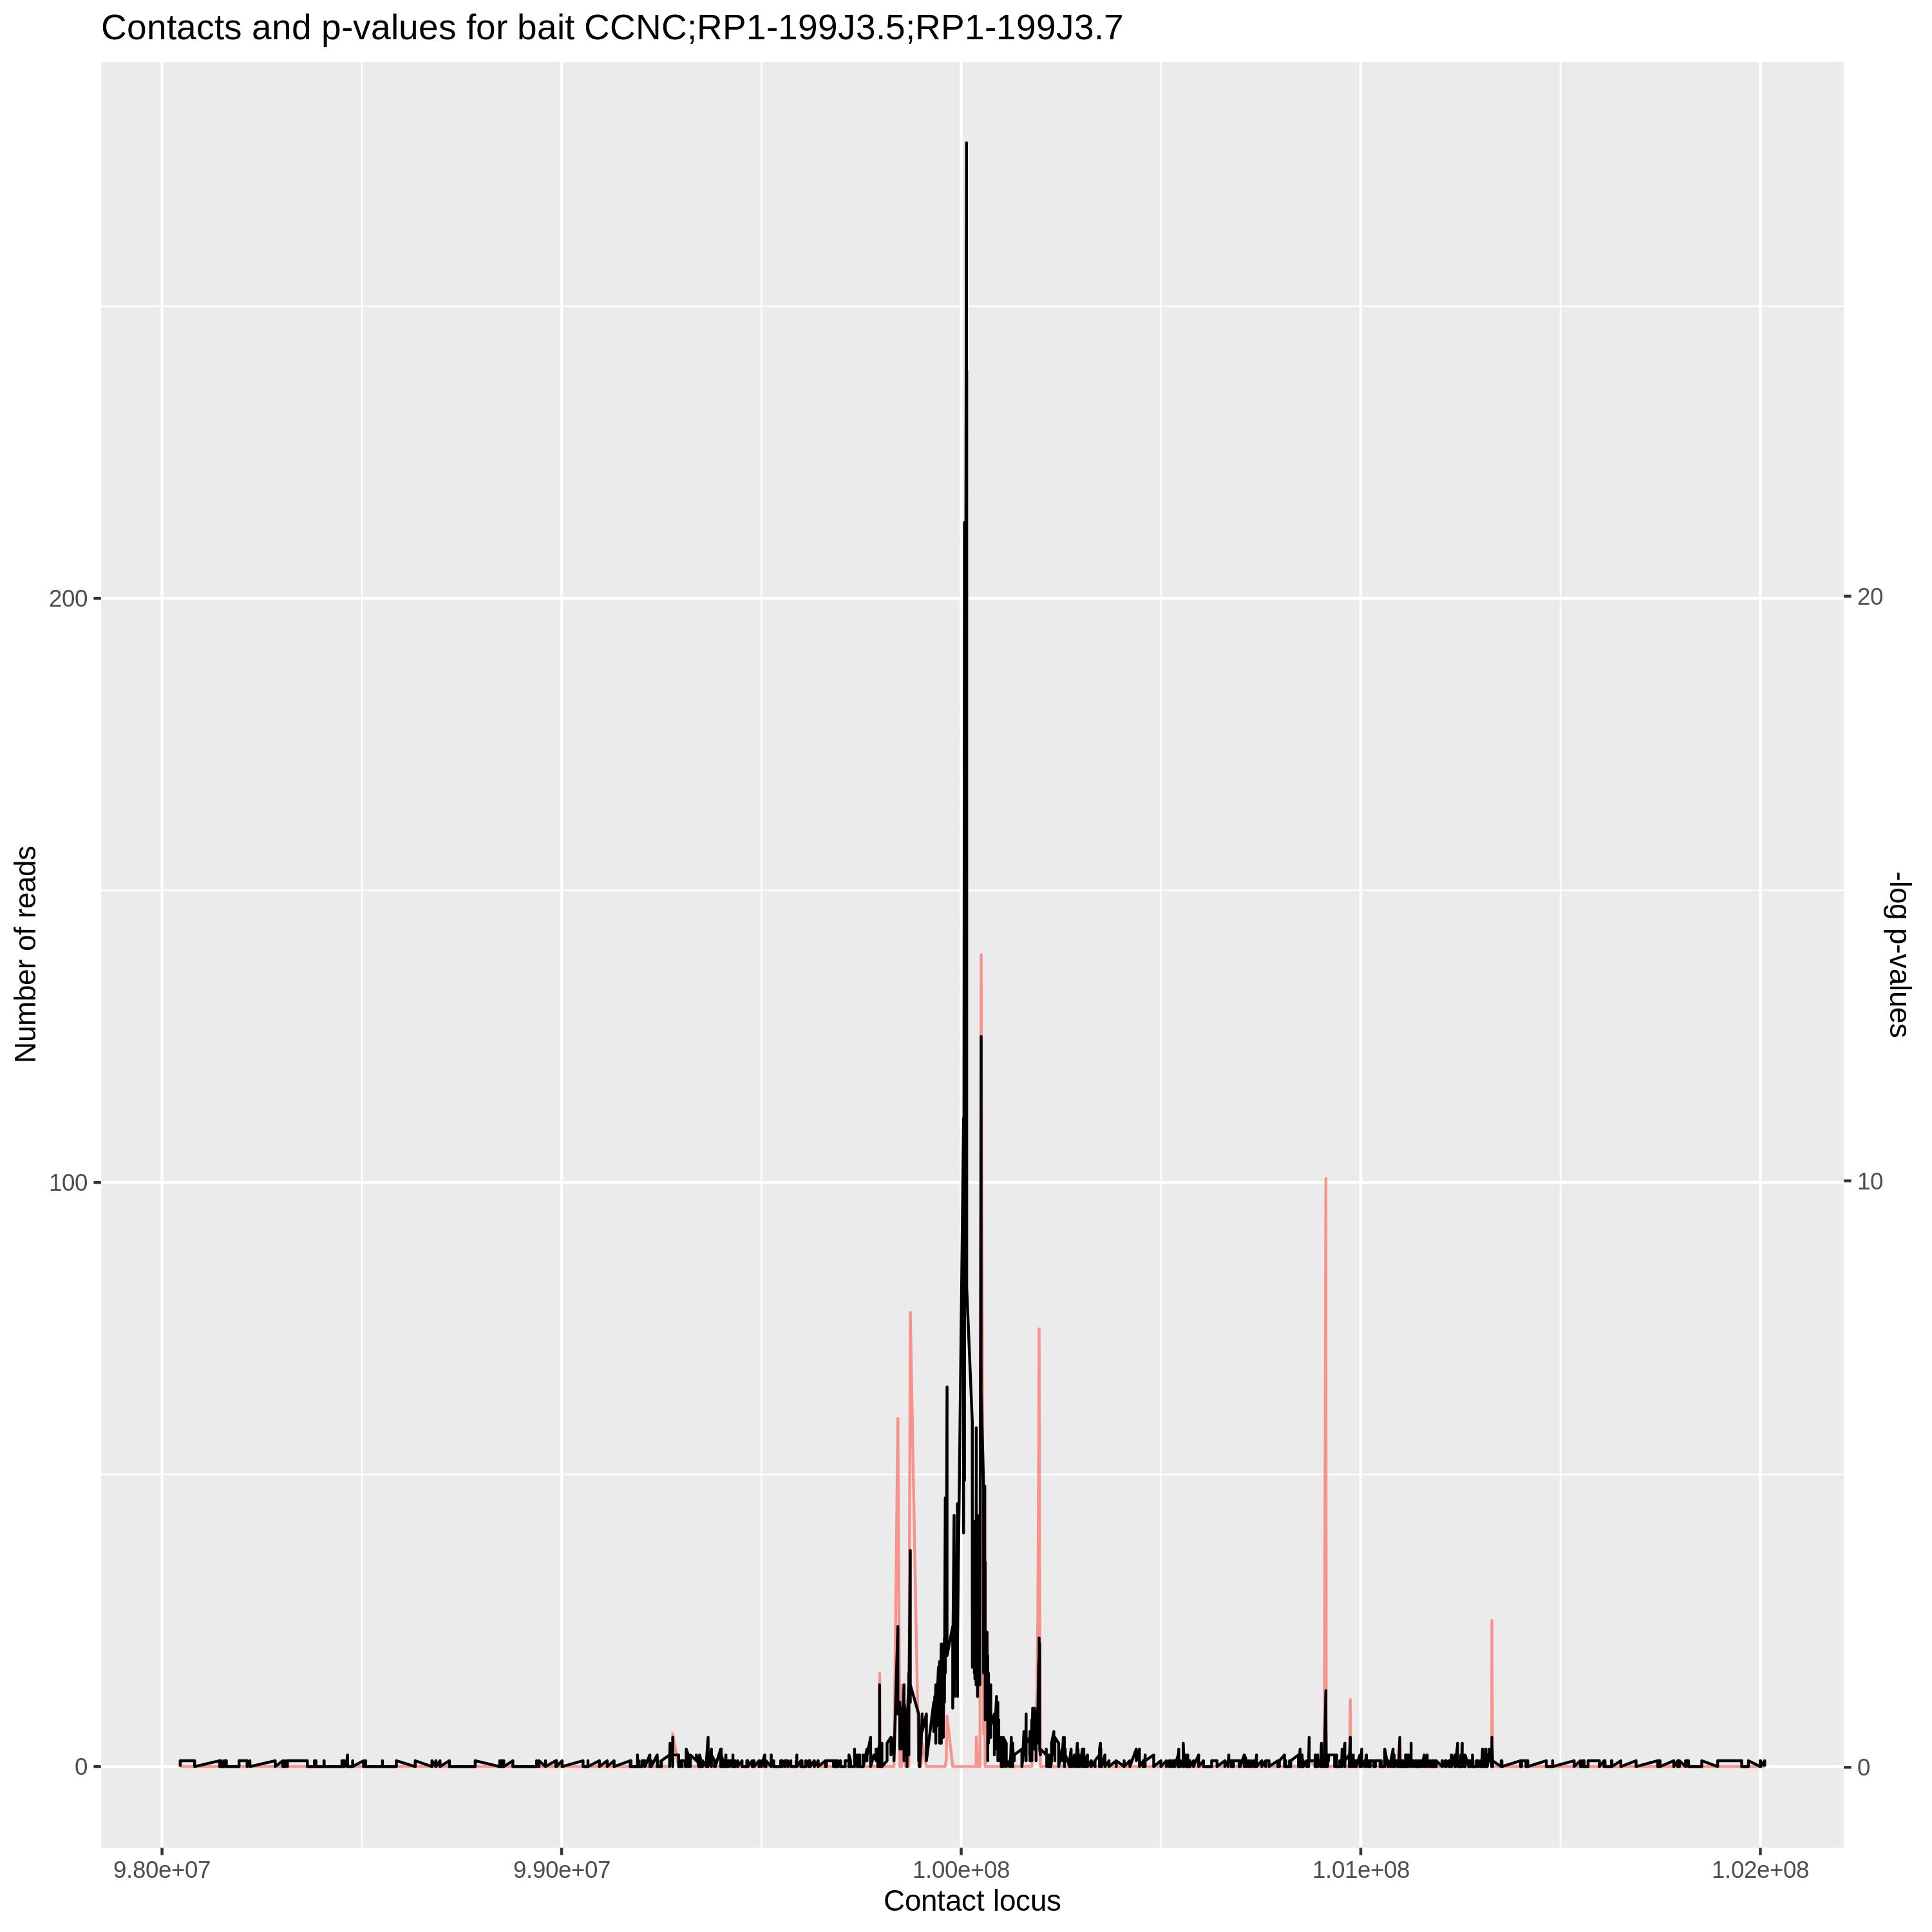 Contacts and p-values for bait CCNC;RP1-199J3.5;RP1-199J3.7
Number of reads
200
100
0
-log p-values
20
10
0
9.80e+07
9.90e+07
1.00e+08
1.01e+08
1.02e+08
Contact locus